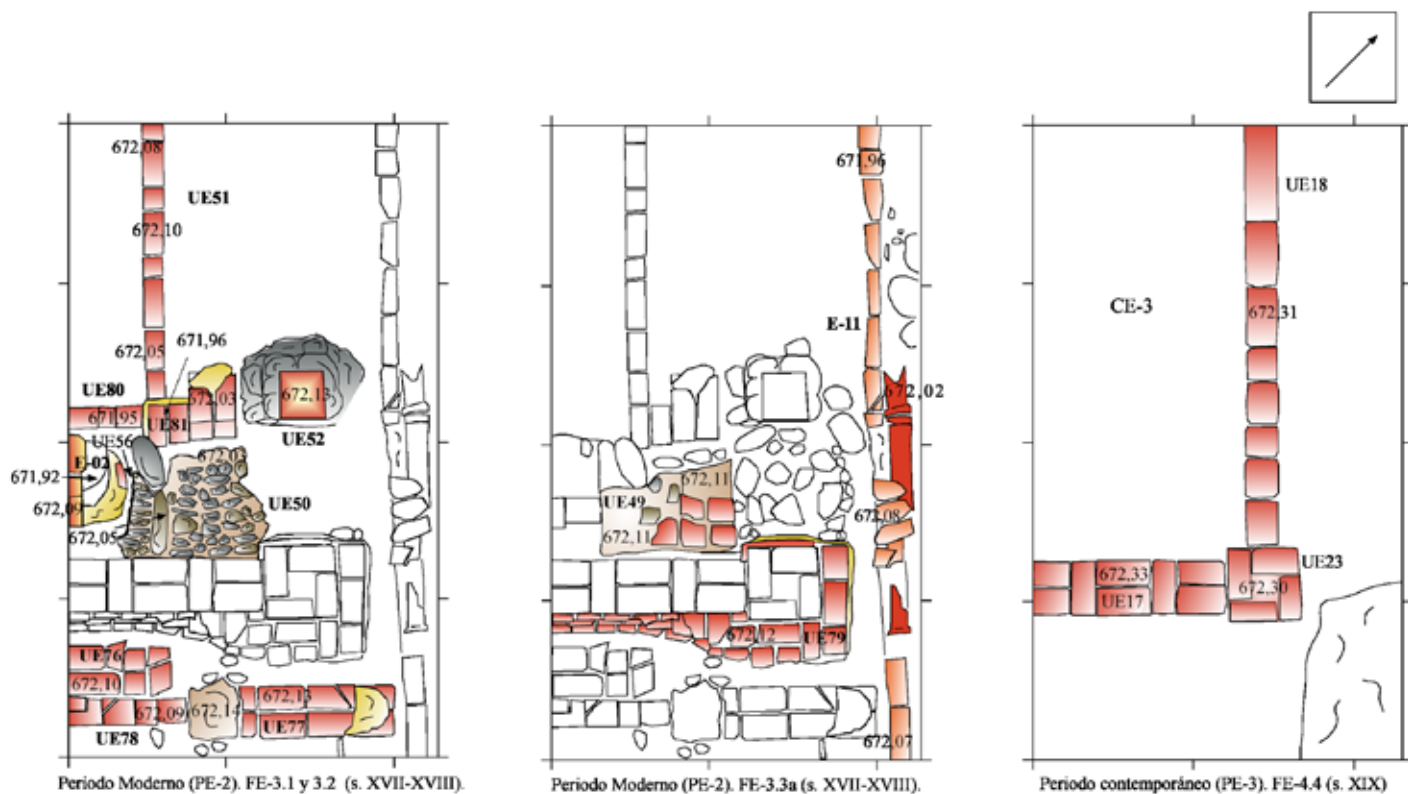 672,08
UE51
672,10
672,05
671,96
UE80
672,03
672,13
671,95
UE81
UE52
UE56
E-02
671,92
672,09
UE50
672,05
UE76
672,10
672,13
672,09
672,14
UE77
UE78
Periodo Moderno (PE-2). FE-3.1 y 3.2 (s. XVII-XVIII).
671,96
E-11
672,02
672,11
UE49
672,08
672,11
672,12
UE79
672,07
Periodo Moderno (PE-2). FE-3.3a (s. XVII-XVIII).
UE18
CE-3
672,31
UE23
672,33
672,30
UE17
Periodo contemporáneo (PE-3). FE-4.4 (s. XIX)